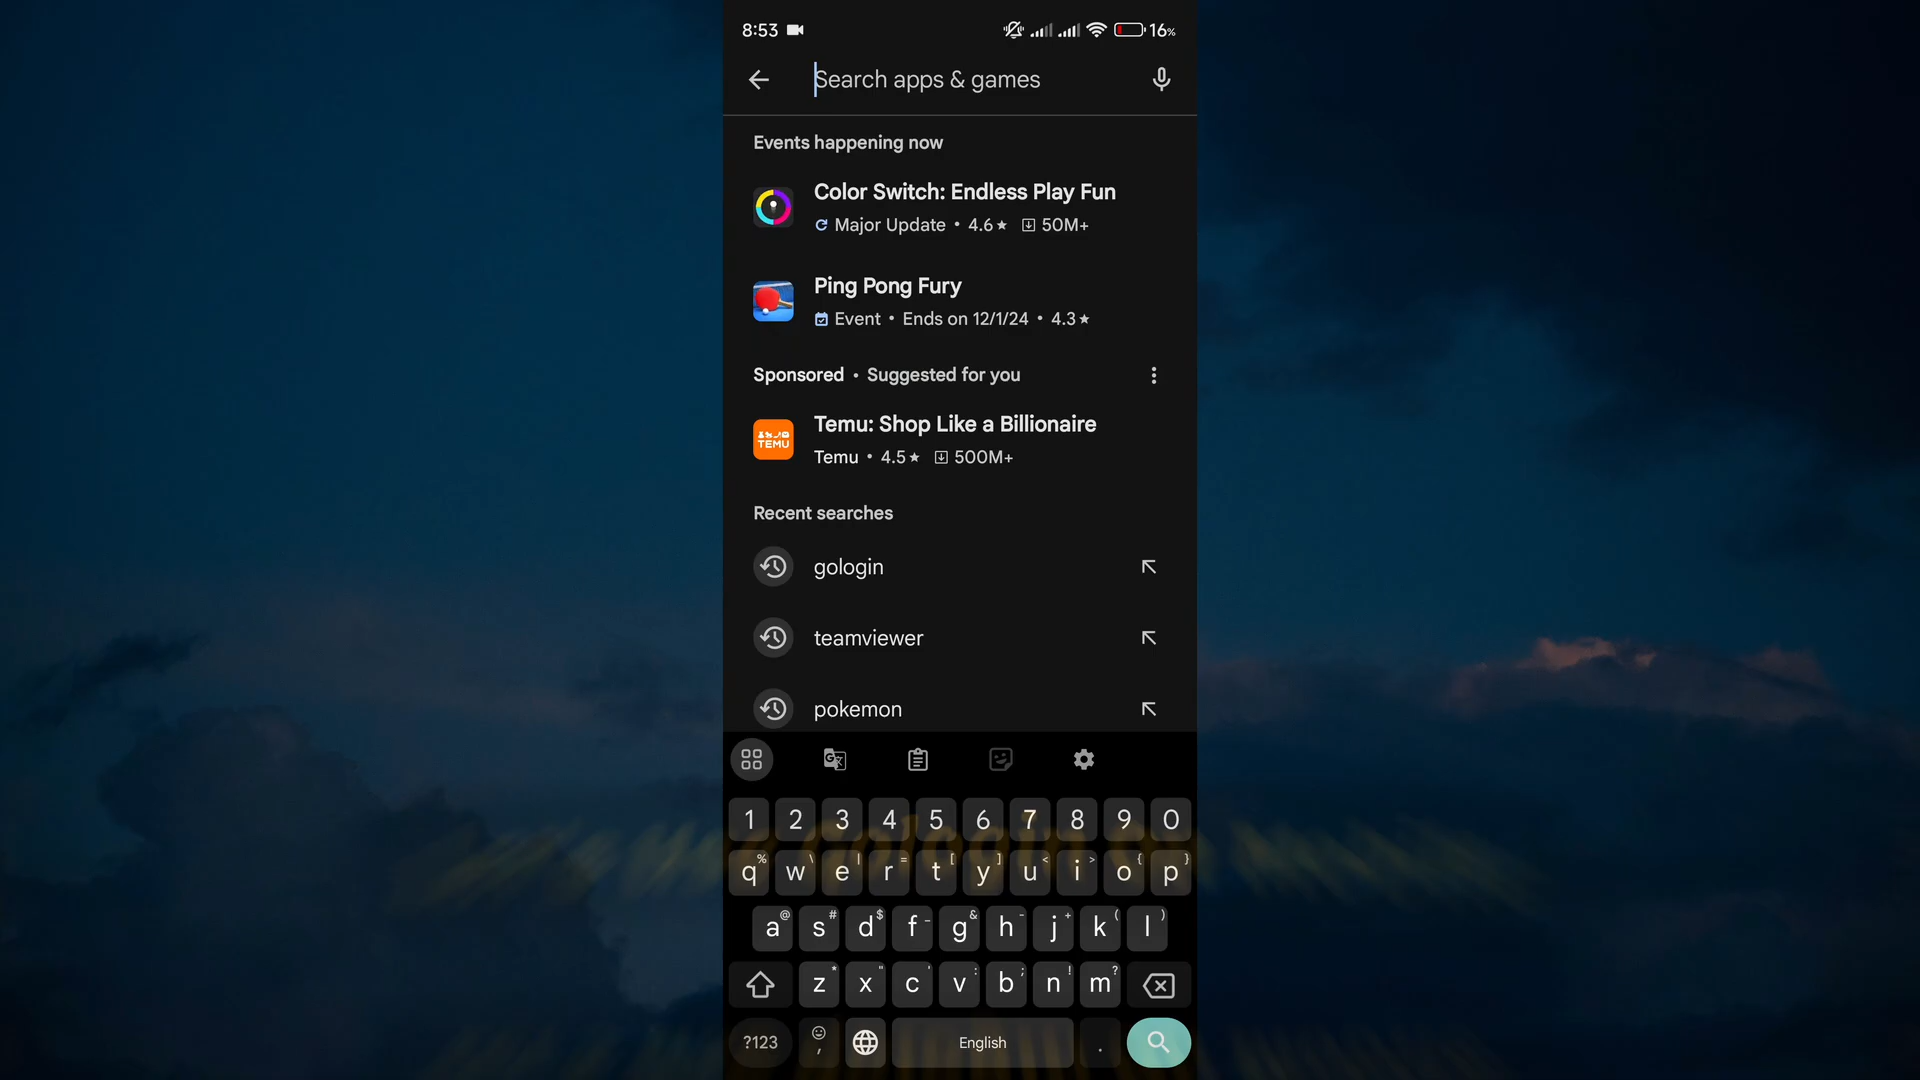 8:53 16%
Search apps & games
Events happening now
Color Switch: Endless Play Fun
Major Update • 4.6★ 50M+
Ping Pong Fury
Event • Ends on 12/1/24 • 4.3★
Sponsored • Suggested for you
TEMU
Temu: Shop Like a Billionaire
Temu • 4.5★ 500M+
Recent searches
gologin
teamviewer
pokemon
1 2 3 4 5 6 7 8 9 0
q % w \ e | r = t [ y ] u < i > o { p }
a @ s # d $ f _ g & h - j + k ( l )
z * x " c ' v : b ; n ! m ?
?123 , English .